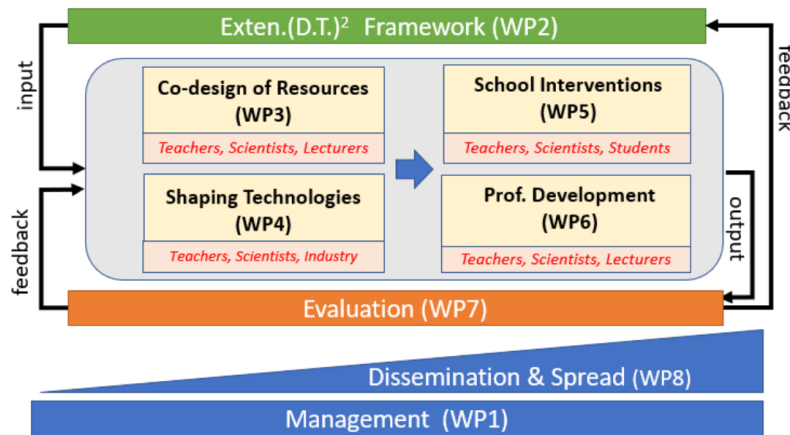 Exten.(D.T.)² Framework (WP2)
input
feedback
Co-design of Resources
(WP3)
Teachers, Scientists, Lecturers
School Interventions
(WP5)
Teachers, Scientists, Students
Shaping Technologies
(WP4)
Teachers, Scientists, Industry
Prof. Development
(WP6)
Teachers, Scientists, Lecturers
feedback
output
Evaluation (WP7)
Dissemination & Spread (WP8)
Management (WP1)